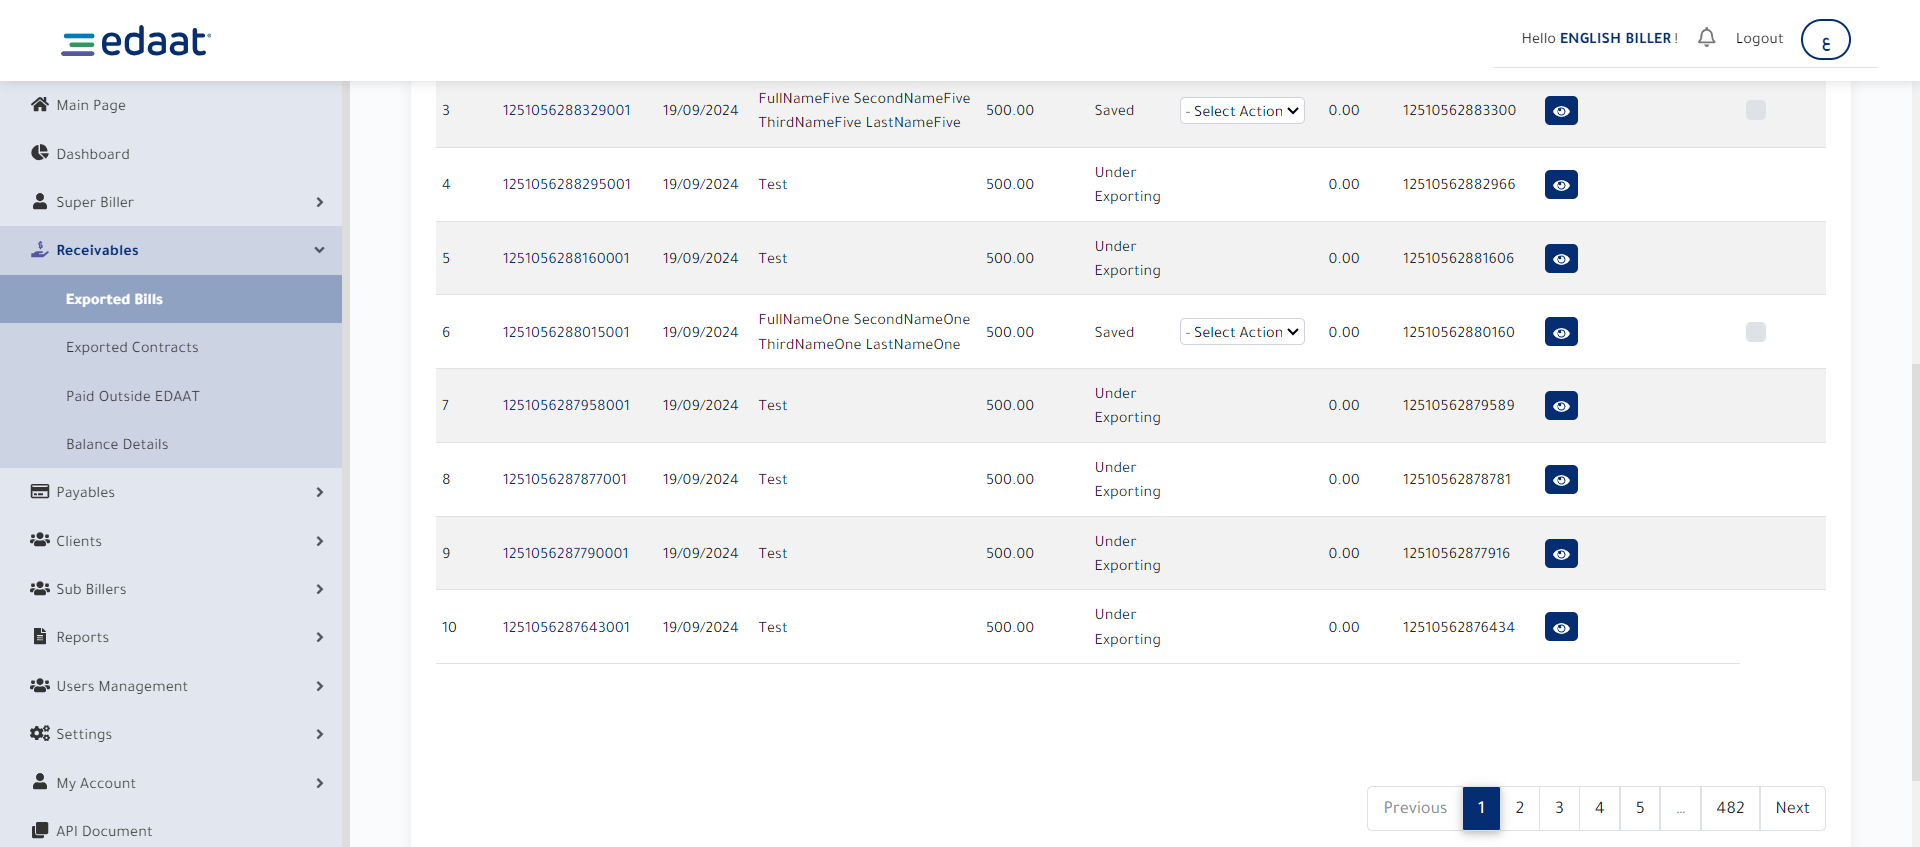 edaat
Hello ENGLISH BILLER !
Logout
ع
Main Page
Dashboard
Super Biller
Receivables
Exported Bills
Exported Contracts
Paid Outside EDAAT
Balance Details
Payables
Clients
Sub Billers
Reports
Users Management
Settings
My Account
API Document
3 1251056288329001 19/09/2024 FullNameFive SecondNameFive ThirdNameFive LastNameFive 500.00 Saved - Select Action 0.00 12510562883300
4 1251056288295001 19/09/2024 Test 500.00 Under Exporting 0.00 12510562882966
5 1251056288160001 19/09/2024 Test 500.00 Under Exporting 0.00 12510562881606
6 1251056288015001 19/09/2024 FullNameOne SecondNameOne ThirdNameOne LastNameOne 500.00 Saved - Select Action 0.00 12510562880160
7 1251056287958001 19/09/2024 Test 500.00 Under Exporting 0.00 12510562879589
8 1251056287877001 19/09/2024 Test 500.00 Under Exporting 0.00 12510562878781
9 1251056287790001 19/09/2024 Test 500.00 Under Exporting 0.00 12510562877916
10 1251056287643001 19/09/2024 Test 500.00 Under Exporting 0.00 12510562876434
Previous 1 2 3 4 5 ... 482 Next